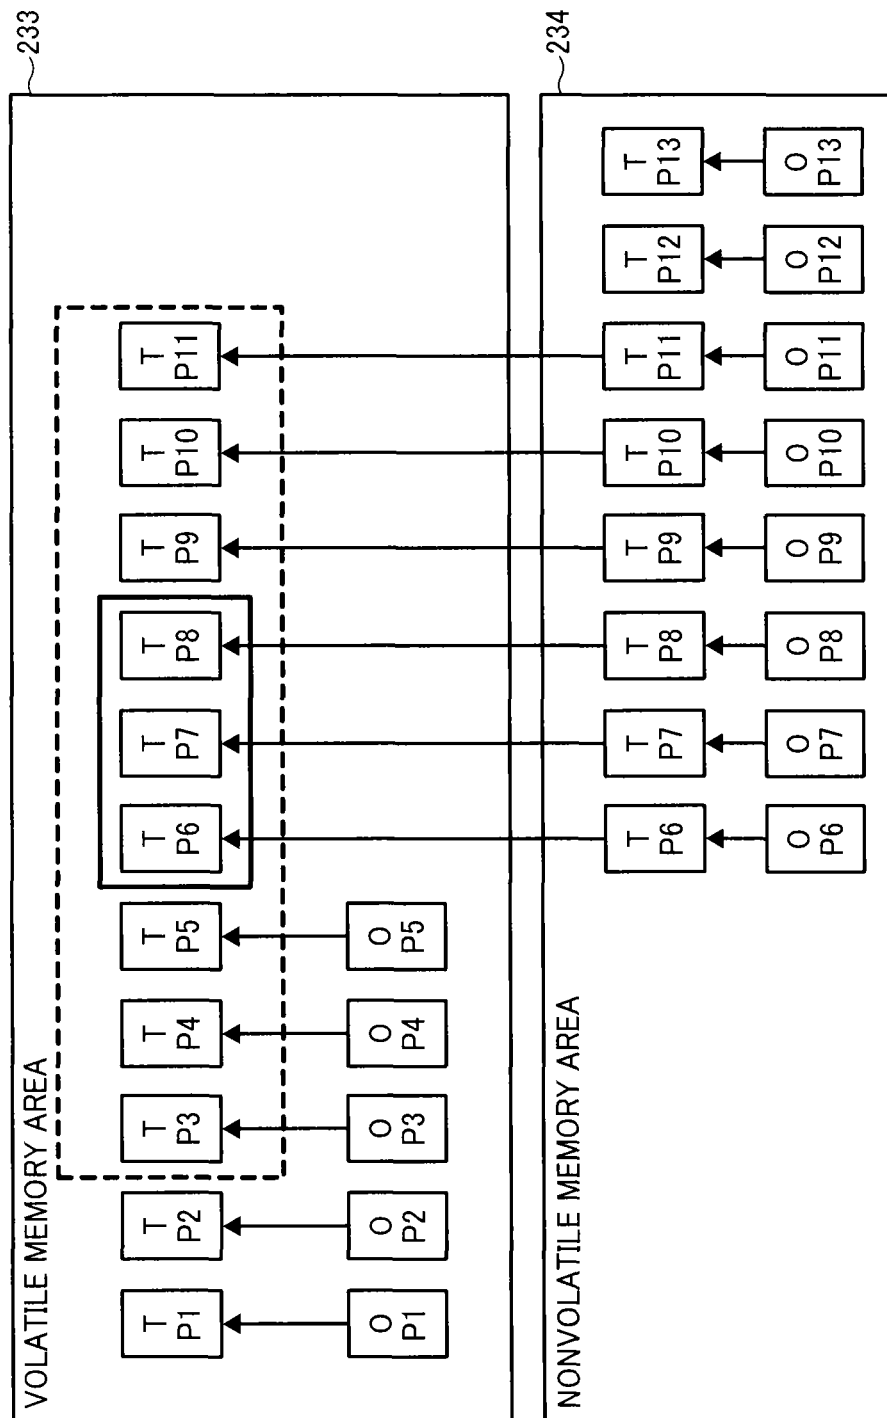 233
VOLATILE MEMORY AREA
T
P1
T
P2
T
P3
T
P4
T
P5
T
P6
T
P7
T
P8
T
P9
T
P10
T
P11
O
P1
O
P2
O
P3
O
P4
O
P5
234
NONVOLATILE MEMORY AREA
T
P6
T
P7
T
P8
T
P9
T
P10
T
P11
T
P12
T
P13
O
P6
O
P7
O
P8
O
P9
O
P10
O
P11
O
P12
O
P13